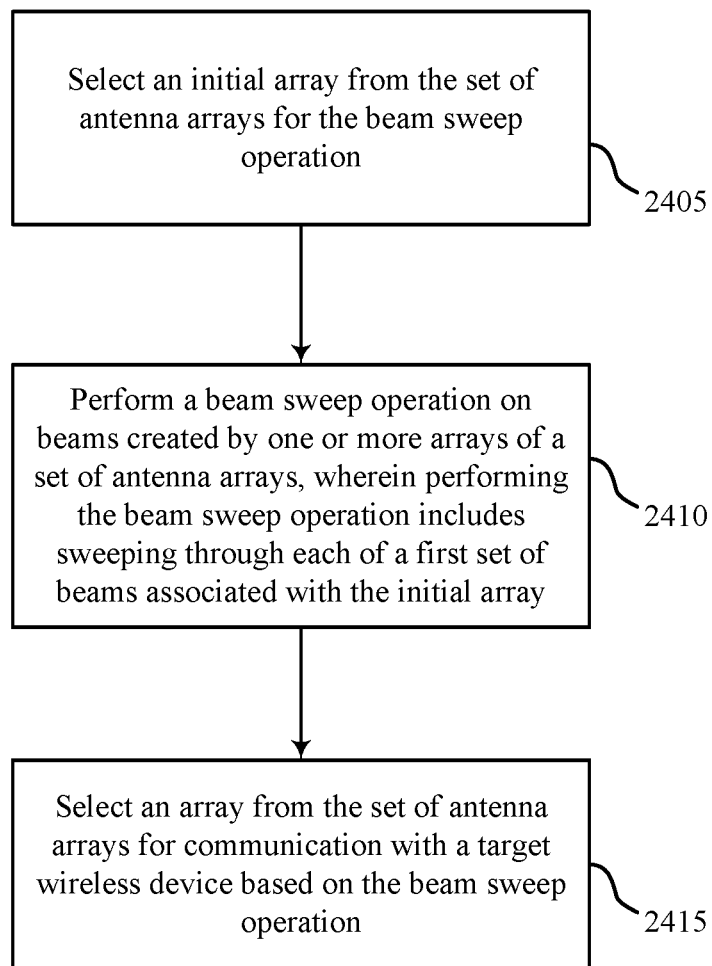 Select an initial array from the set of
antenna arrays for the beam sweep
operation
2405
Perform a beam sweep operation on
beams created by one or more arrays of a
set of antenna arrays, wherein performing
the beam sweep operation includes
sweeping through each of a first set of
beams associated with the initial array
2410
Select an array from the set of antenna
arrays for communication with a target
wireless device based on the beam sweep
operation
2415